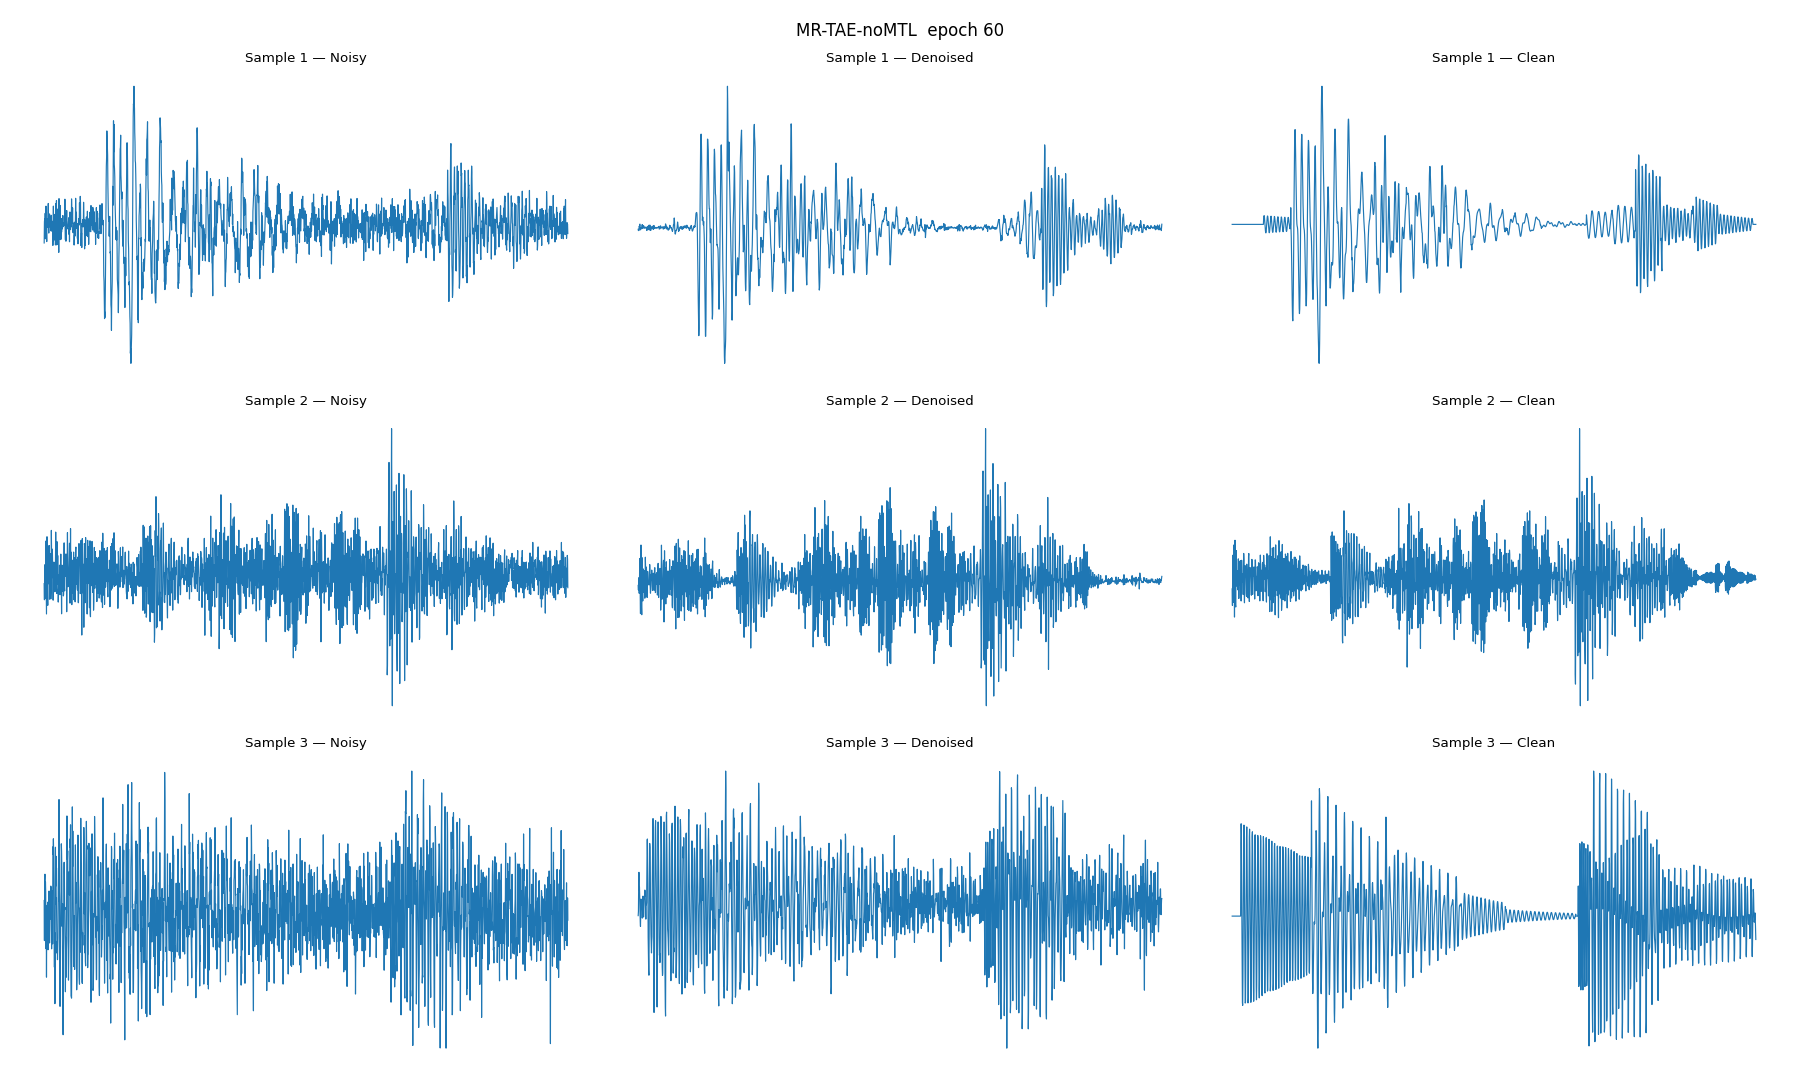 MR-TAE-noMTL  epoch 60
Sample 1 — Noisy
Sample 1 — Denoised
Sample 1 — Clean
Sample 2 — Noisy
Sample 2 — Denoised
Sample 2 — Clean
Sample 3 — Noisy
Sample 3 — Denoised
Sample 3 — Clean